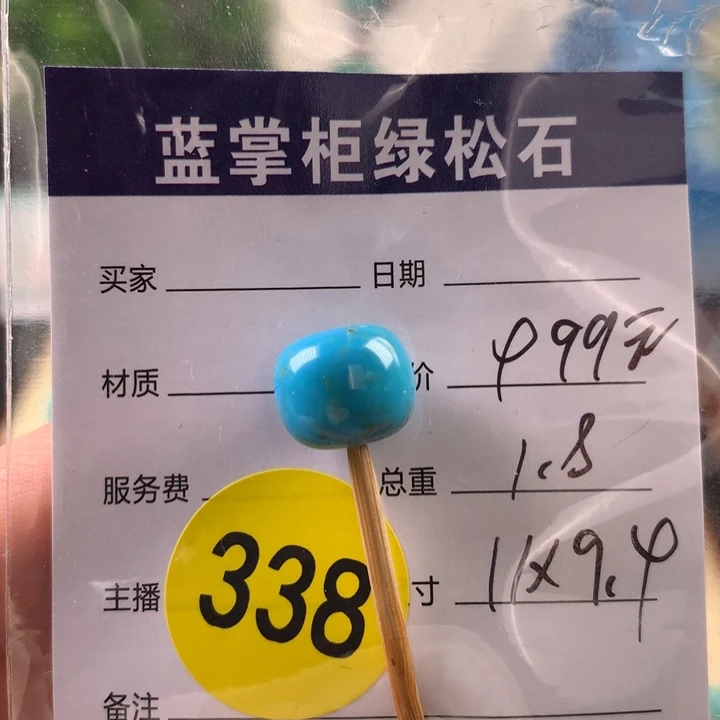 蓝掌柜绿松石
买家 日期
材质 价 499元
服务费 总重 1.8
338
主播 寸 11x9.4
备注